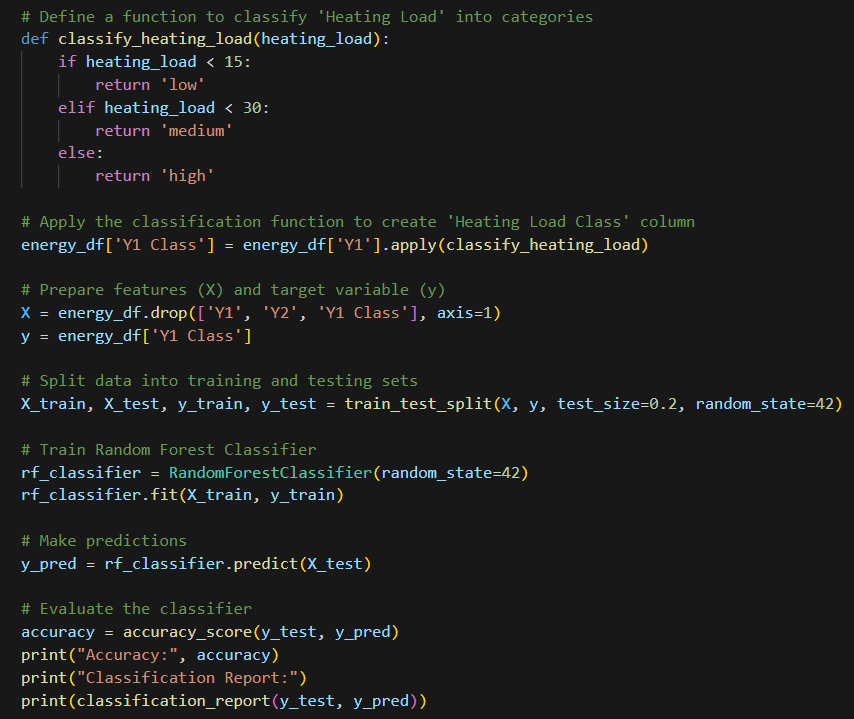 # Define a function to classify 'Heating Load' into categories
def classify_heating_load(heating_load):
    if heating_load < 15:
        return 'low'
    elif heating_load < 30:
        return 'medium'
    else:
        return 'high'

# Apply the classification function to create 'Heating Load Class' column
energy_df['Y1 Class'] = energy_df['Y1'].apply(classify_heating_load)

# Prepare features (X) and target variable (y)
X = energy_df.drop(['Y1', 'Y2', 'Y1 Class'], axis=1)
y = energy_df['Y1 Class']

# Split data into training and testing sets
X_train, X_test, y_train, y_test = train_test_split(X, y, test_size=0.2, random_state=42)

# Train Random Forest Classifier
rf_classifier = RandomForestClassifier(random_state=42)
rf_classifier.fit(X_train, y_train)

# Make predictions
y_pred = rf_classifier.predict(X_test)

# Evaluate the classifier
accuracy = accuracy_score(y_test, y_pred)
print("Accuracy:", accuracy)
print("Classification Report:")
print(classification_report(y_test, y_pred))